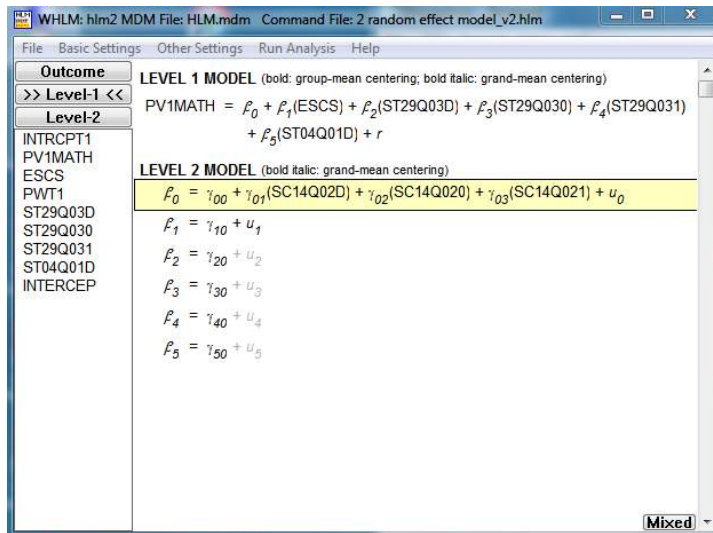 WHLM: hlm2 MDM File: HLM.mdm Command File: 2 random effect model_v2.hlm
File Basic Settings Other Settings Run Analysis Help
Outcome
>> Level-1 <<
Level-2
INTRCPT1
PV1MATH
ESCS
PWT1
ST29Q03D
ST29Q030
ST29Q031
ST04Q01D
INTERCEP
LEVEL 1 MODEL (bold: group-mean centering; bold italic: grand-mean centering)
PV1MATH = β0 + β1(ESCS) + β2(ST29Q03D) + β3(ST29Q030) + β4(ST29Q031)
+ β5(ST04Q01D) + r
LEVEL 2 MODEL (bold italic: grand-mean centering)
β0 = γ00 + γ01(SC14Q02D) + γ02(SC14Q020) + γ03(SC14Q021) + u0
β1 = γ10 + u1
β2 = γ20 + u2
β3 = γ30 + u3
β4 = γ40 + u4
β5 = γ50 + u5
Mixed